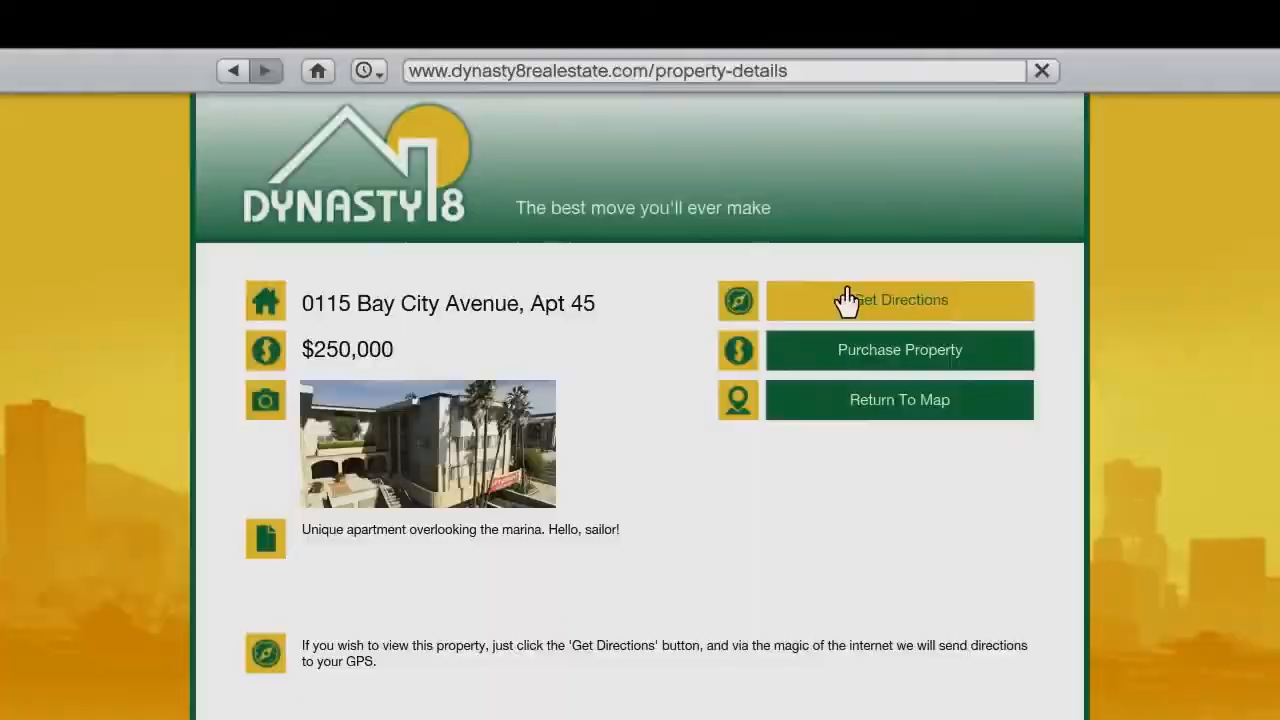 www.dynasty8realestate.com/property-details
DYNASTY 8
The best move you'll ever make
0115 Bay City Avenue, Apt 45
Get Directions
$250,000
Purchase Property
Return To Map
Unique apartment overlooking the marina. Hello, sailor!
If you wish to view this property, just click the 'Get Directions' button, and via the magic of the internet we will send directions
to your GPS.